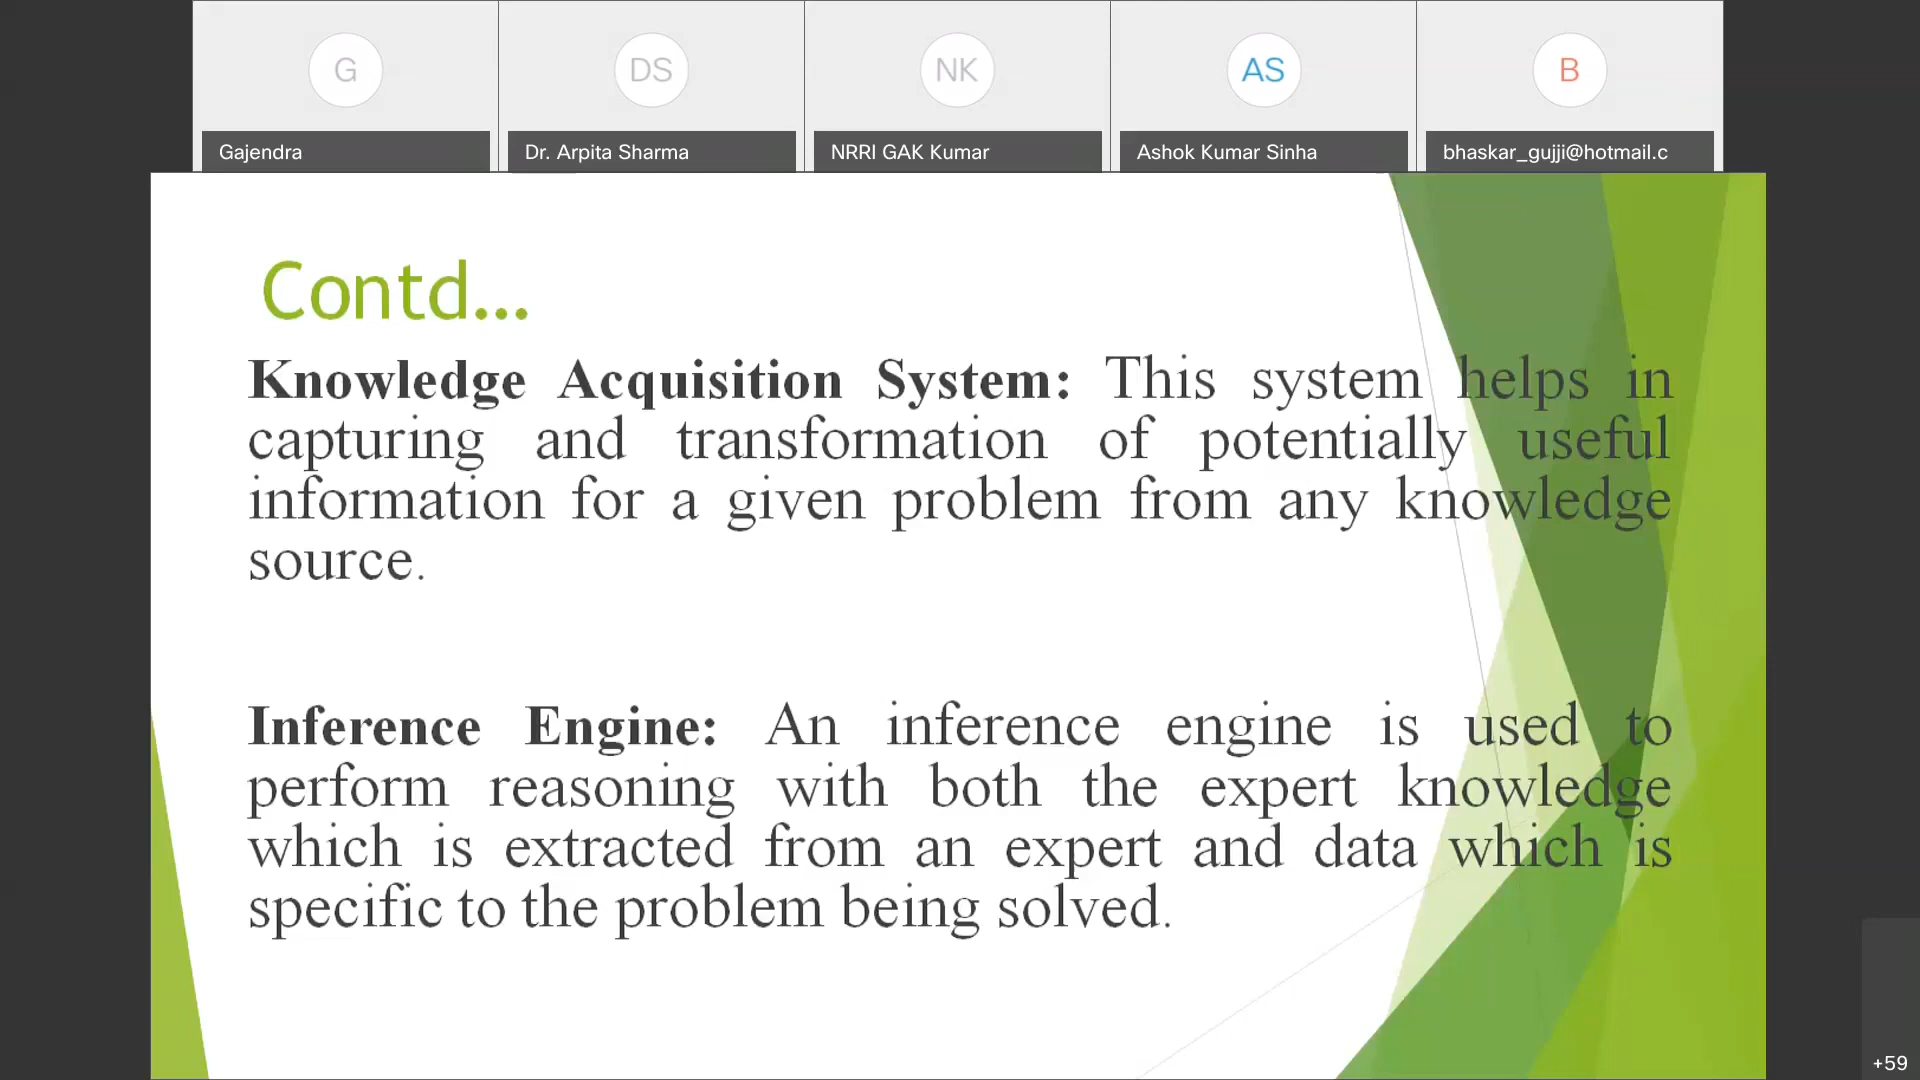 G
DS
NK
AS
B
Gajendra
Dr. Arpita Sharma
NRRI GAK Kumar
Ashok Kumar Sinha
bhaskar_gujji@hotmail.c
Contd...
Knowledge Acquisition System: This system helps in
capturing and transformation of potentially useful
information for a given problem from any knowledge
source.
Inference Engine: An inference engine is used to
perform reasoning with both the expert knowledge
which is extracted from an expert and data which is
specific to the problem being solved.
+59